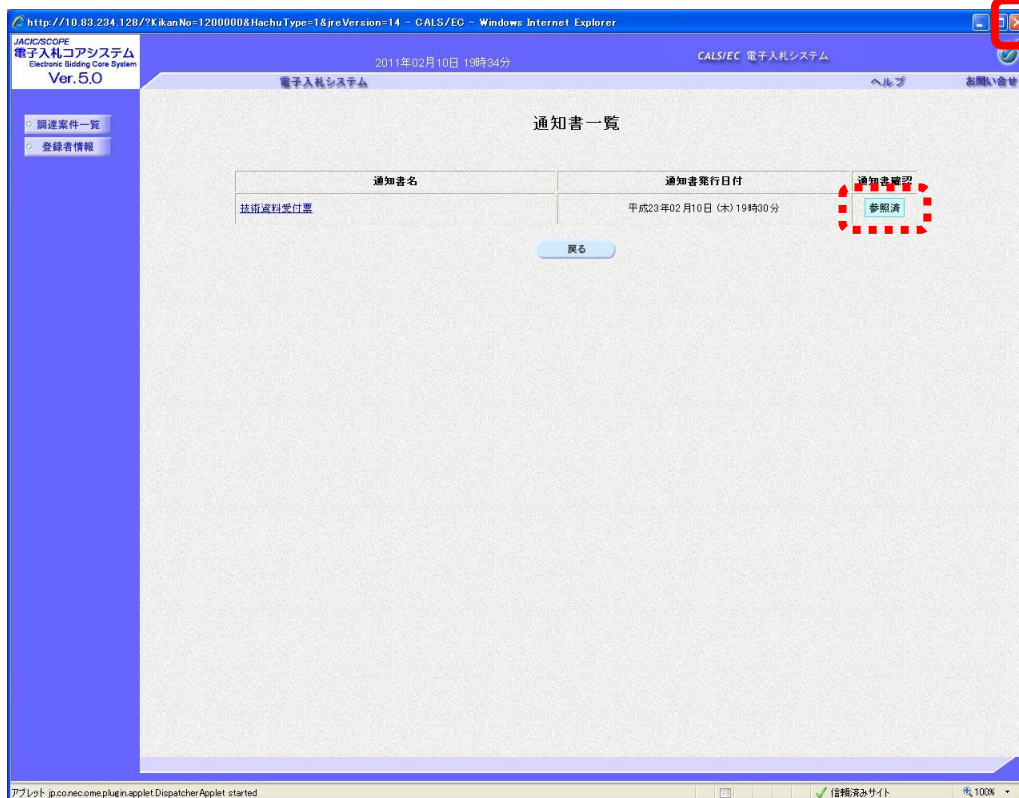 http://10.83.234.128/?KikanNo=1200000&HachuType=1&jreVersion=14 - CALS/EC - Windows Internet Explorer
JACIC/SCOPE
電子入札コアシステム
Electronic Bidding Core System
Ver.5.0
2011年02月10日 19時34分
CALS/EC 電子入札システム
電子入札システム
ヘルプ
お問い合せ
調達案件一覧
登録者情報
通知書一覧
通知書名 通知書発行日付 通知書確認
技術資料受付票 平成23年02月10日 (木) 19時30分 参照済
戻る
アプレット jp.co.nec.ome.plugin.applet.DispatcherApplet started
信頼済みサイト
100%